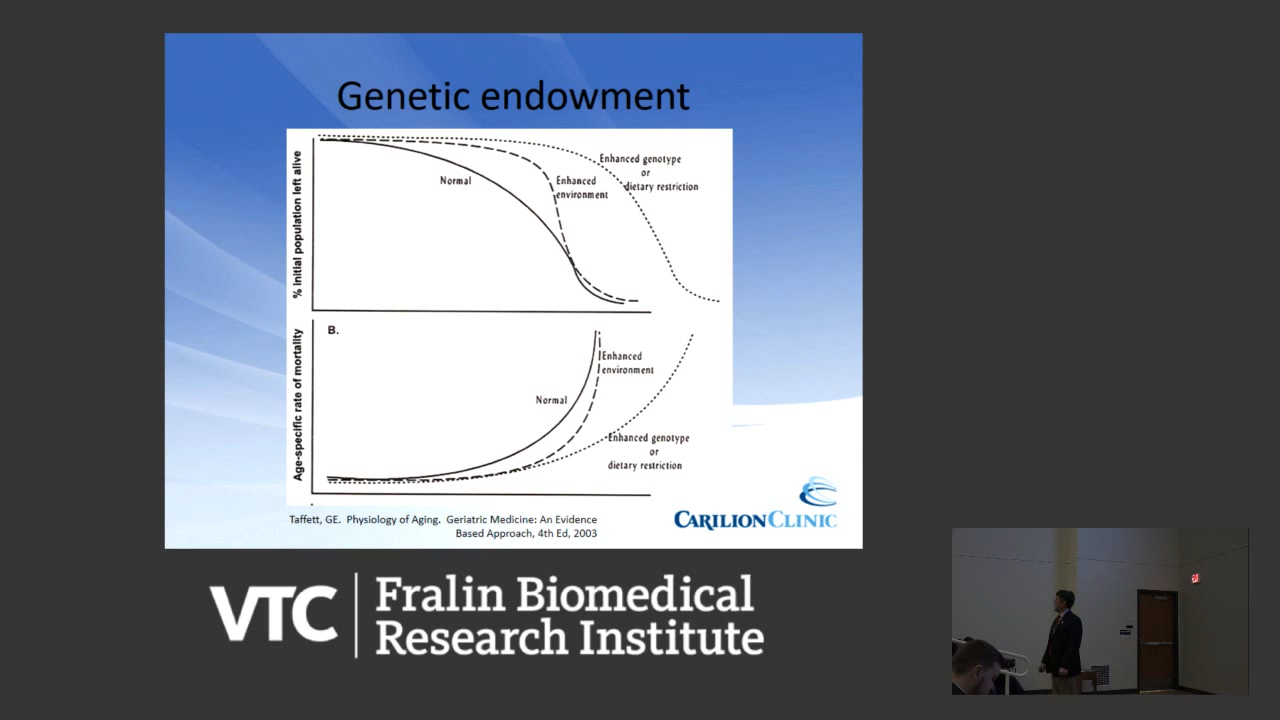 Genetic endowment
% initial population left alive
Normal
Enhanced
environment
Enhanced genotype
or
dietary restriction
B.
Age-specific rate of mortality
Normal
Enhanced
environment
Enhanced genotype
or
dietary restriction
Taffett, GE. Physiology of Aging. Geriatric Medicine: An Evidence
Based Approach, 4th Ed, 2003
CARILION CLINIC
VTC
Fralin Biomedical
Research Institute